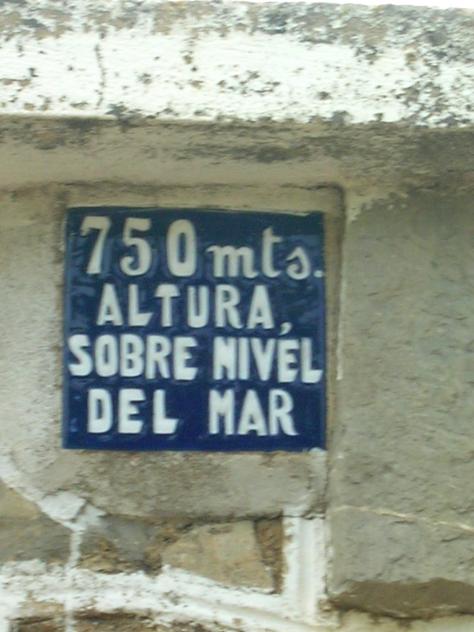 750 mts.
ALTURA,
SOBRE NIVEL
DEL MAR